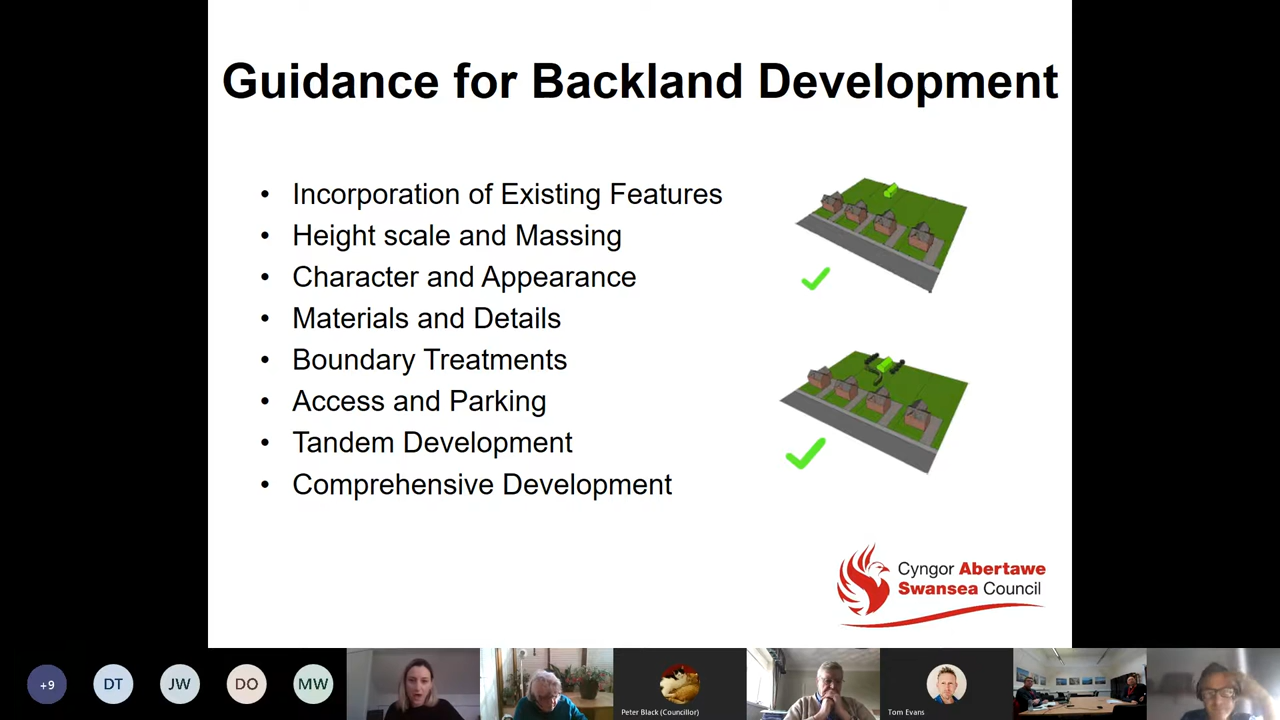 Guidance for Backland Development
• Incorporation of Existing Features
• Height scale and Massing
• Character and Appearance
• Materials and Details
• Boundary Treatments
• Access and Parking
• Tandem Development
• Comprehensive Development
Cyngor Abertawe
Swansea Council
+9
DT
JW
DO
MW
Peter Black (Councillor)
Tom Evans